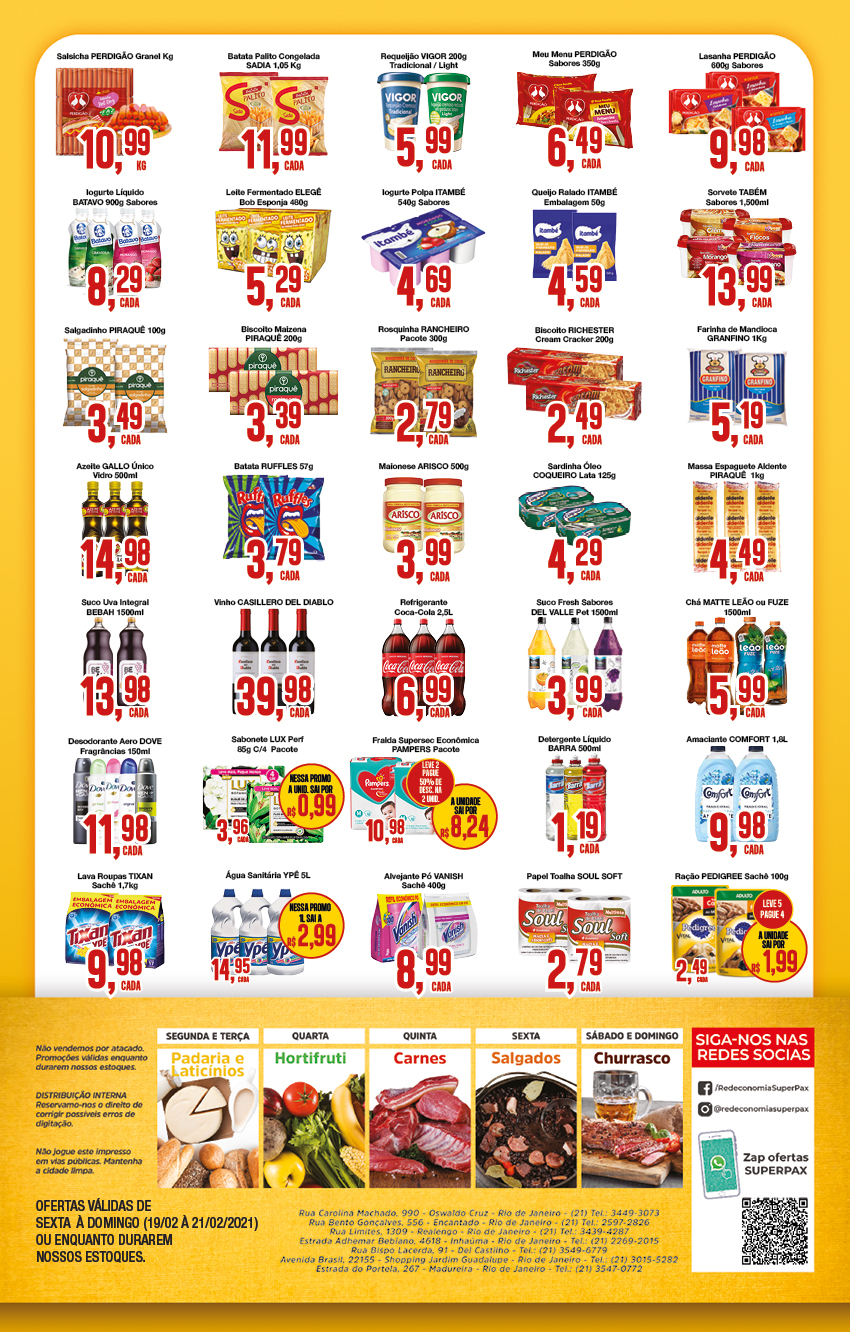 Salsicha PERDIGÃO Granel Kg
10,99
KG
Batata Palito Congelada
SADIA 1,05 Kg
11,99
CADA
Requeijão VIGOR 200g
Tradicional / Light
5,99
CADA
Meu Menu PERDIGÃO
Sabores 350g
6,49
CADA
Lasanha PERDIGÃO
600g Sabores
9,98
CADA
Iogurte Líquido
BATAVO 900g Sabores
8,29
CADA
Leite Fermentado ELEGÊ
Bob Esponja 480g
5,29
CADA
Iogurte Polpa ITAMBÉ
540g Sabores
4,69
CADA
Queijo Ralado ITAMBÉ
Embalagem 50g
4,59
CADA
Sorvete TABÉM
Sabores 1,500ml
13,99
CADA
Salgadinho PIRAQUÊ 100g
3,49
CADA
Biscoito Maizena
PIRAQUÊ 200g
3,39
CADA
Rosquinha RANCHEIRO
Pacote 300g
2,79
CADA
Biscoito RICHESTER
Cream Cracker 200g
2,49
CADA
Farinha de Mandioca
GRANFINO 1Kg
5,19
CADA
Azeite GALLO Único
Vidro 500ml
14,98
CADA
Batata RUFFLES 57g
3,79
CADA
Maionese ARISCO 500g
3,99
CADA
Sardinha Óleo
COQUEIRO Lata 125g
4,29
CADA
Massa Espaguete Aldente
PIRAQUÊ 1kg
4,49
CADA
Suco Uva Integral
BEBAH 1500ml
13,98
CADA
Vinho CASILLERO DEL DIABLO
39,98
CADA
Refrigerante
Coca-Cola 2,5L
6,99
CADA
Suco Fresh Sabores
DEL VALLE Pet 1500ml
3,99
CADA
Chá MATTE LEÃO ou FUZE
1500ml
5,99
CADA
Desodorante Aero DOVE
Fragrâncias 150ml
11,98
CADA
Sabonete LUX Perf
85g C/4 Pacote
3,96
CADA
NESSA PROMO
A UNID. SAI POR
R$ 0,99
Fralda Supersec Econômica
PAMPERS Pacote
10,98
CADA
LEVE 2
PAGUE
50% DE
DESC. NA
2 UNID.
A UNIDADE
SAI POR
R$ 8,24
Detergente Líquido
BARRA 500ml
1,19
CADA
Amaciante COMFORT 1,8L
9,98
CADA
Lava Roupas TIXAN
Sachê 1,7kg
9,98
CADA
Água Sanitária YPÊ 5L
14,95
CADA
NESSA PROMO
1L SAI A
R$ 2,99
Alvejante Pó VANISH
Sachê 400g
8,99
CADA
Papel Toalha SOUL SOFT
2,79
CADA
Ração PEDIGREE Sachê 100g
2,49
CADA
LEVE 5
PAGUE 4
A UNIDADE
SAI POR
R$ 1,99
Não vendemos por atacado.
Promoções válidas enquanto
durarem nossos estoques.
DISTRIBUIÇÃO INTERNA
Reservamo-nos o direito de
corrigir possíveis erros de
digitação.
Não jogue este impresso
em vias públicas. Mantenha
a cidade limpa.
SEGUNDA E TERÇA
Padaria e
Laticínios
QUARTA
Hortifruti
QUINTA
Carnes
SEXTA
Salgados
SÁBADO E DOMINGO
Churrasco
SIGA-NOS NAS
REDES SOCIAS
/RedeconomiaSuperPax
@redeconomiasuperpax
Zap ofertas
SUPERPAX
OFERTAS VÁLIDAS DE
SEXTA À DOMINGO (19/02 À 21/02/2021)
OU ENQUANTO DURAREM
NOSSOS ESTOQUES.
Rua Carolina Machado, 990 - Oswaldo Cruz - Rio de Janeiro - (21) Tel.: 3449-3073
Rua Bento Gonçalves, 556 - Encantado - Rio de Janeiro - (21) Tel.: 2597-2826
Rua Limites, 1309 - Realengo - Rio de Janeiro - (21) Tel.: 3439-4287
Estrada Adhemar Bebiano, 4618 - Inhaúma - Rio de Janeiro - Tel.: (21) 2269-2015
Rua Bispo Lacerda, 91 - Del Castilho - Tel.: (21) 3549-6779
Avenida Brasil, 22155 - Shopping Jardim Guadalupe - Rio de Janeiro - Tel.: (21) 3015-5282
Estrada do Portela, 267 - Madureira - Rio de Janeiro - Tel.: (21) 3547-0772